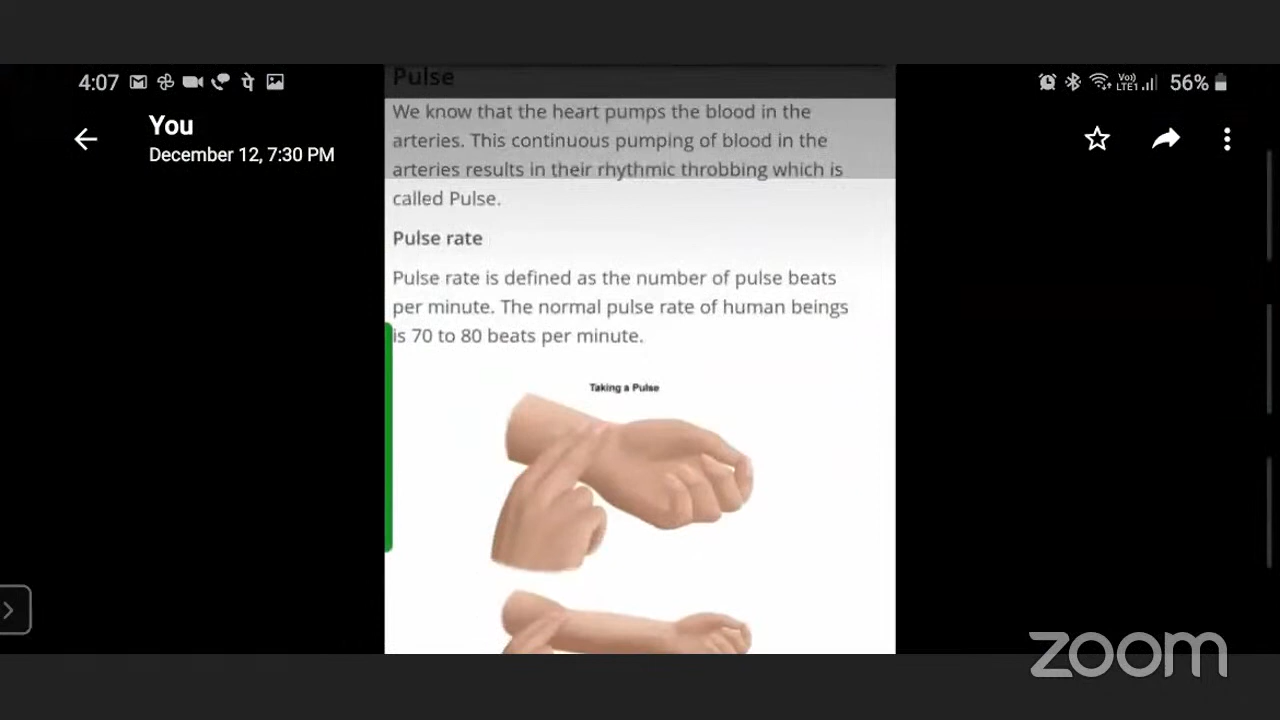 4:07
56%
You
December 12, 7:30 PM
Pulse
We know that the heart pumps the blood in the
arteries. This continuous pumping of blood in the
arteries results in their rhythmic throbbing which is
called Pulse.
Pulse rate
Pulse rate is defined as the number of pulse beats
per minute. The normal pulse rate of human beings
is 70 to 80 beats per minute.
Taking a Pulse
zoom